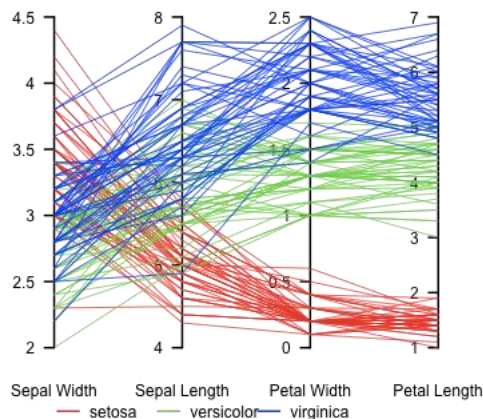 4.5 8 2.5 7
4 7 2 6
3.5 1.5 5
3 6 1 4
2.5 5 0.5 3
2 4 0 2
1
Sepal Width Sepal Length Petal Width Petal Length
setosa versicolor virginica